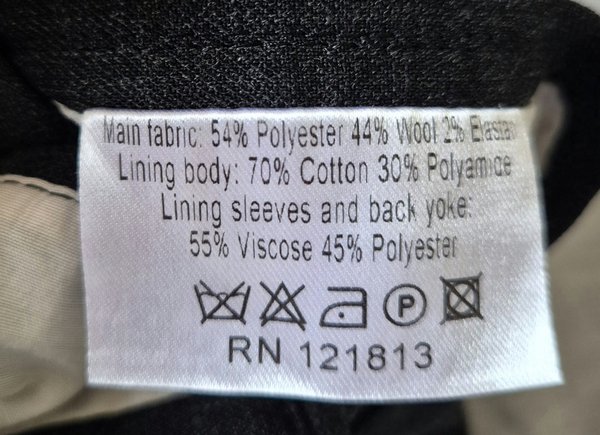 Main fabric: 54% Polyester 44% Wool 2% Elastan
Lining body: 70% Cotton 30% Polyamide
Lining sleeves and back yoke:
55% Viscose 45% Polyester
P
RN 121813